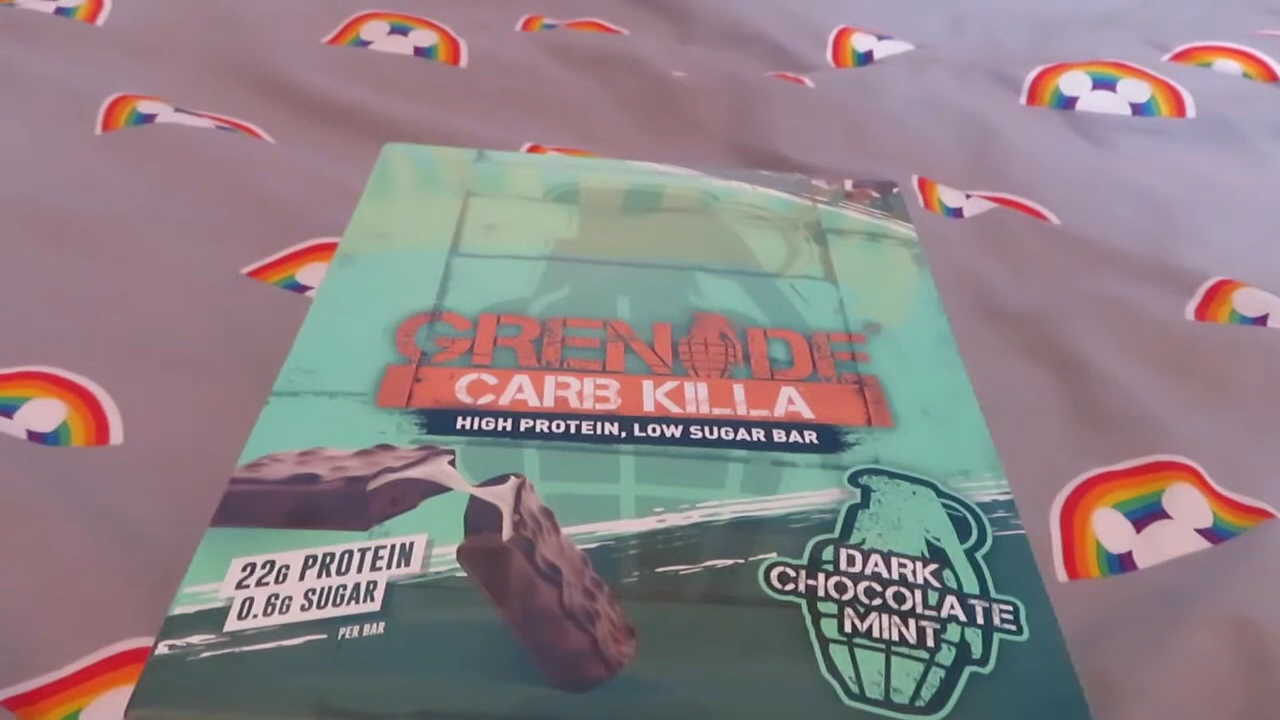 GRENADE
CARB KILLA
HIGH PROTEIN, LOW SUGAR BAR
22G PROTEIN
0.6G SUGAR
PER BAR
DARK
CHOCOLATE
MINT